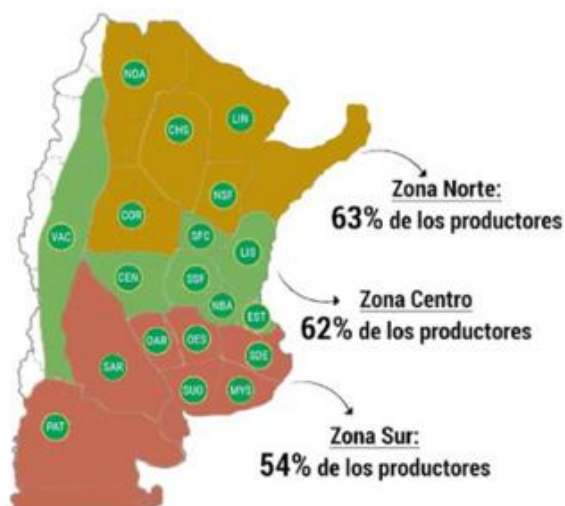 NOA
LIN
CHS
NSF
COR
SFC
VAC
LIS
CEN
SSF
NBA
EST
OAR
OES
SDE
SAR
SUO
MYS
PAT
Zona Norte:
63% de los productores
Zona Centro
62% de los productores
Zona Sur:
54% de los productores